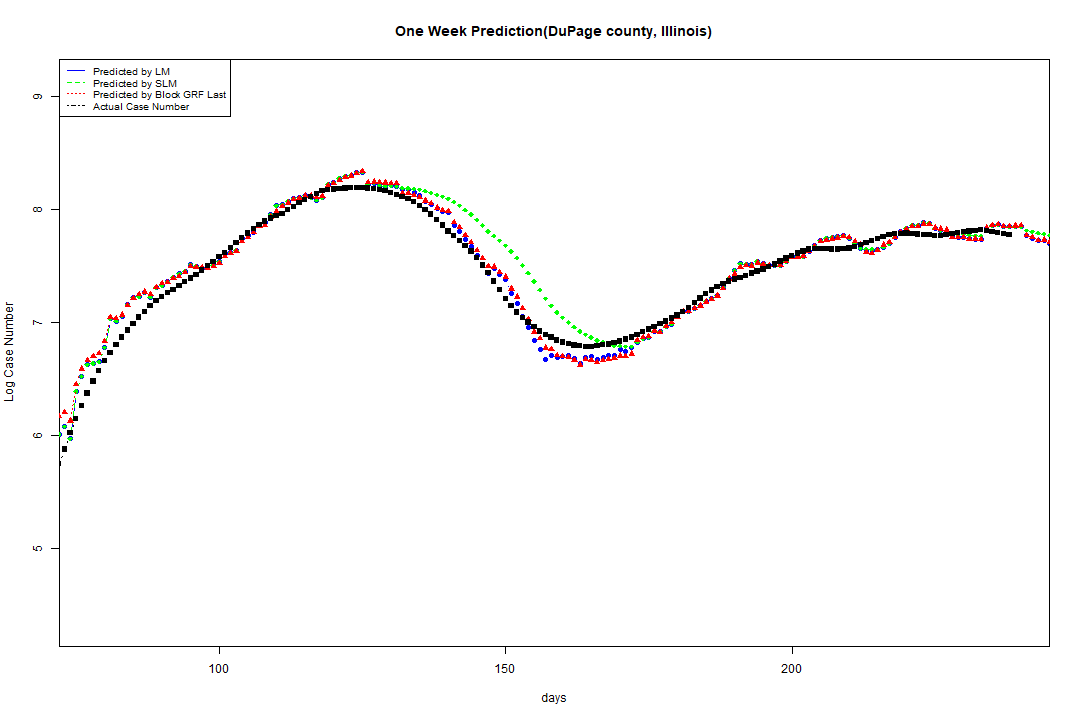 One Week Prediction(DuPage county, Illinois)
Predicted by LM
Predicted by SLM
Predicted by Block GRF Last
Actual Case Number
9
8
7
6
5
Log Case Number
100 150 200
days